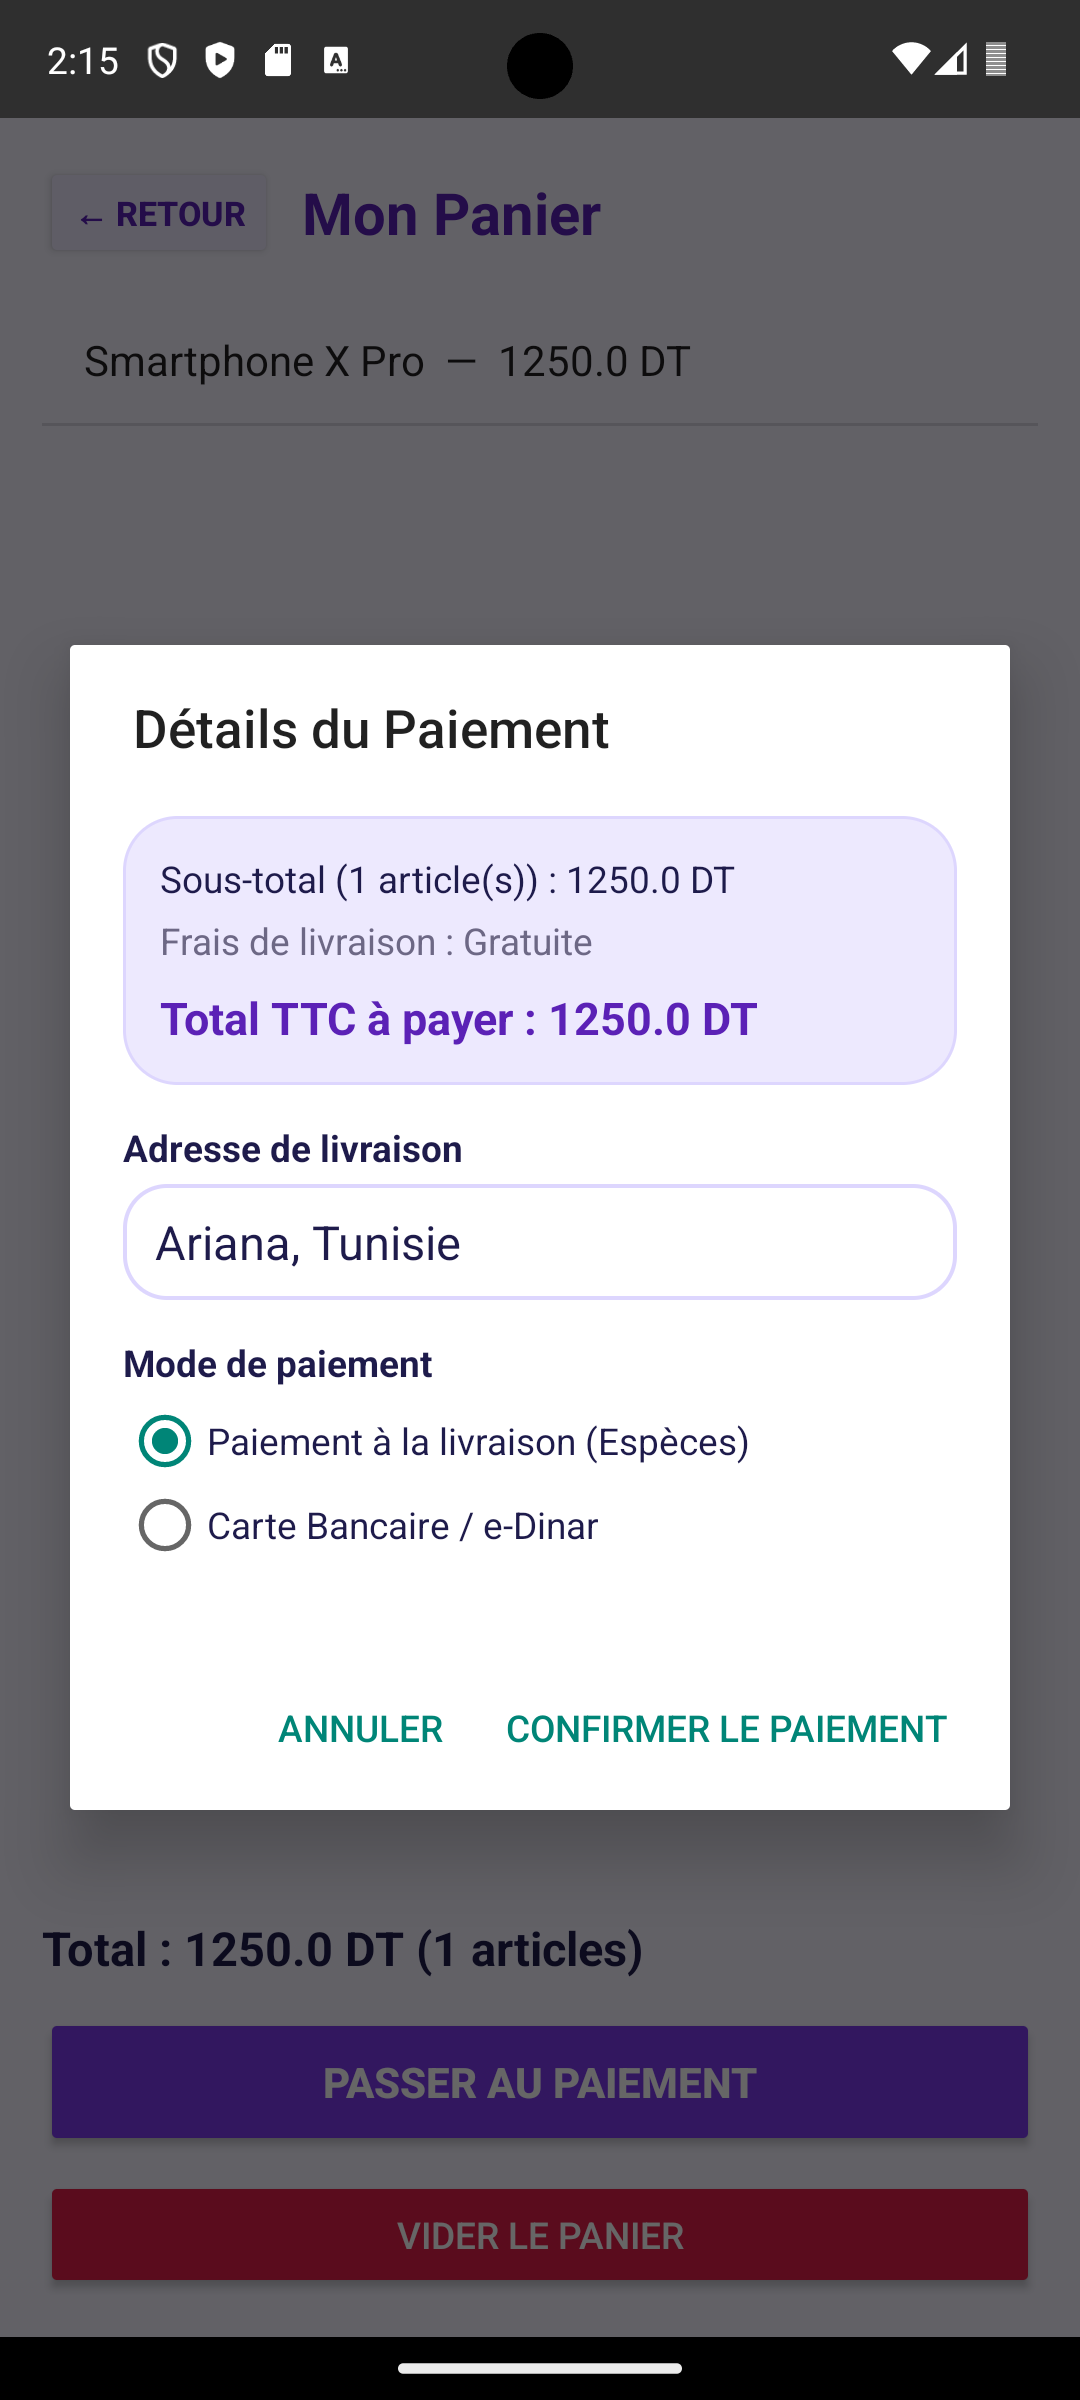 2:15
← RETOUR
Mon Panier
Smartphone X Pro — 1250.0 DT
Détails du Paiement
Sous-total (1 article(s)) : 1250.0 DT
Frais de livraison : Gratuite
Total TTC à payer : 1250.0 DT
Adresse de livraison
Ariana, Tunisie
Mode de paiement
Paiement à la livraison (Espèces)
Carte Bancaire / e-Dinar
ANNULER
CONFIRMER LE PAIEMENT
Total : 1250.0 DT (1 articles)
PASSER AU PAIEMENT
VIDER LE PANIER